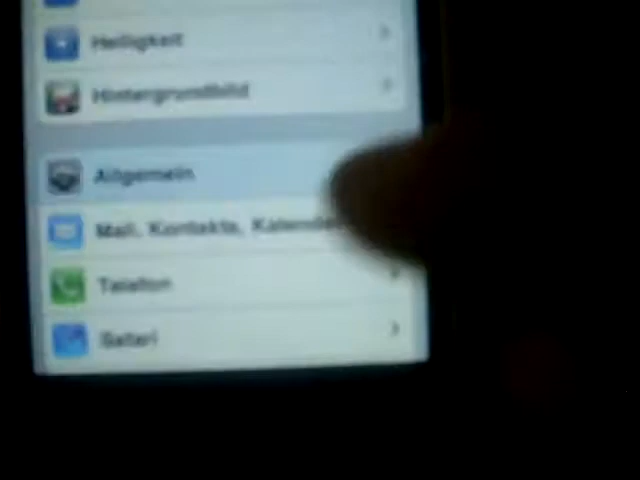 Helligkeit
Hintergrundbild
Allgemein
Mail, Kontakte, Kalender
Telefon
Safari